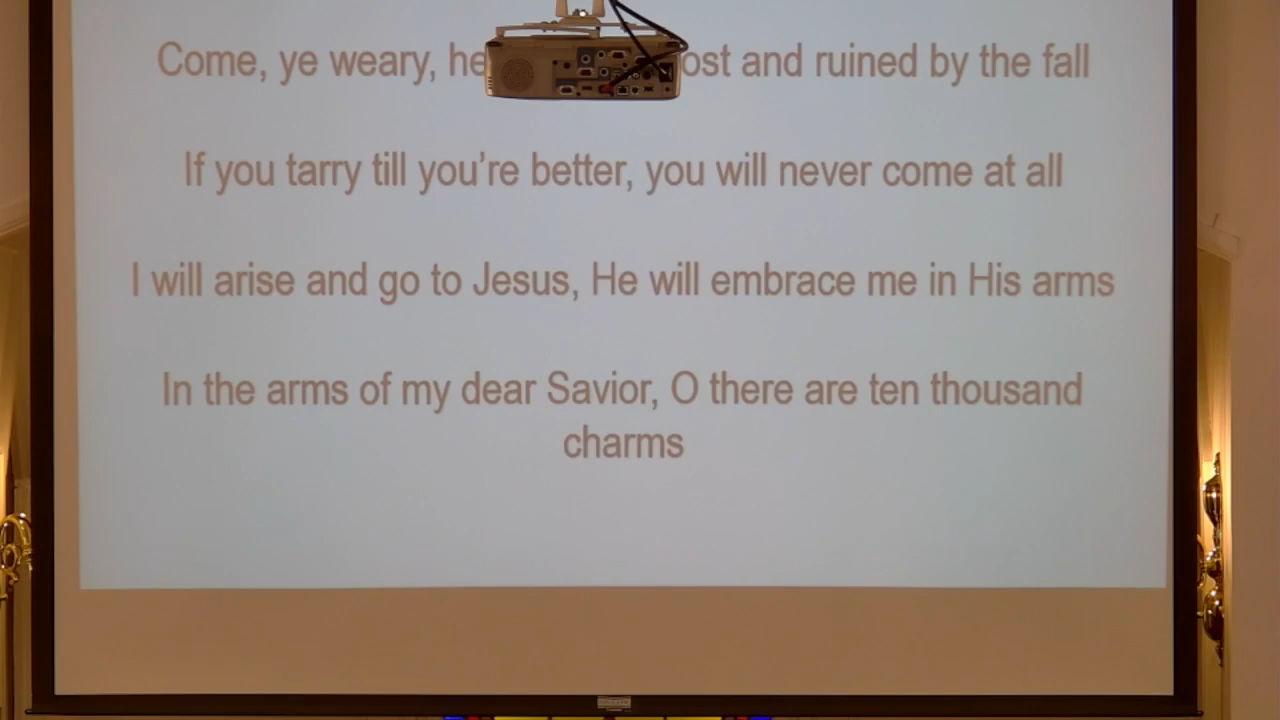 Come, ye weary, he ost and ruined by the fall
If you tarry till you’re better, you will never come at all
I will arise and go to Jesus, He will embrace me in His arms
In the arms of my dear Savior, O there are ten thousand
charms